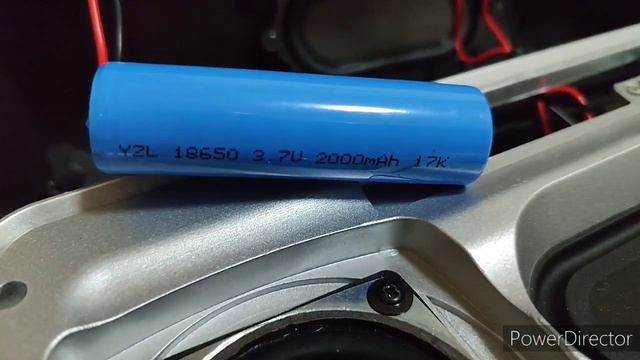 YZL 18650 3.7V 2000mAh 17K
PowerDirector